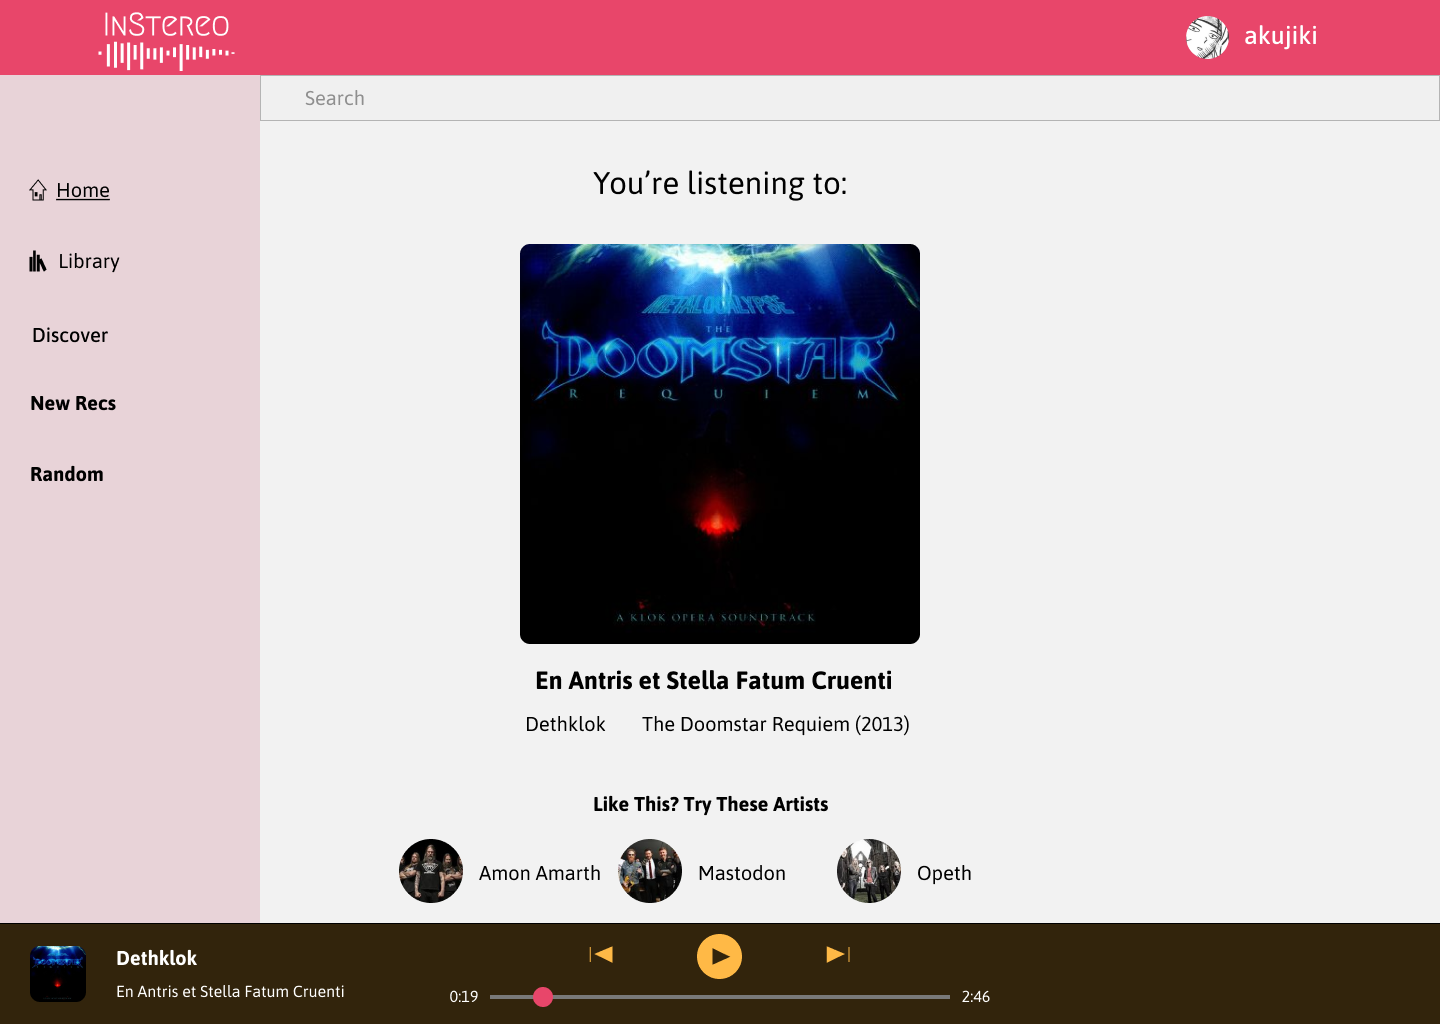 InStereo
akujiki
Search
Home
Library
Discover
New Recs
Random
You’re listening to:
METALOCALYPSE
THE
DOOMSTAR
REQUIEM
A KLOK OPERA SOUNDTRACK
En Antris et Stella Fatum Cruenti
Dethklok The Doomstar Requiem (2013)
Like This? Try These Artists
Amon Amarth Mastodon Opeth
Dethklok
En Antris et Stella Fatum Cruenti
0:19 2:46